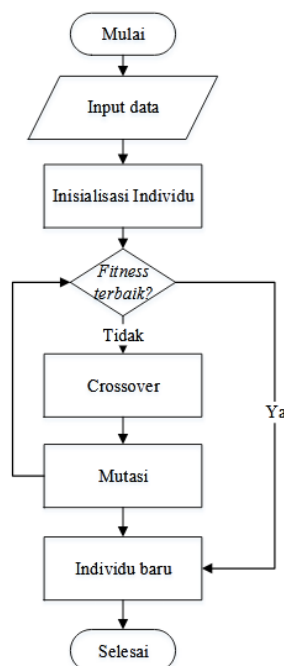 Mulai
Input data
Inisialisasi Individu
Fitness
terbaik?
Tidak
Crossover
Ya
Mutasi
Individu baru
Selesai